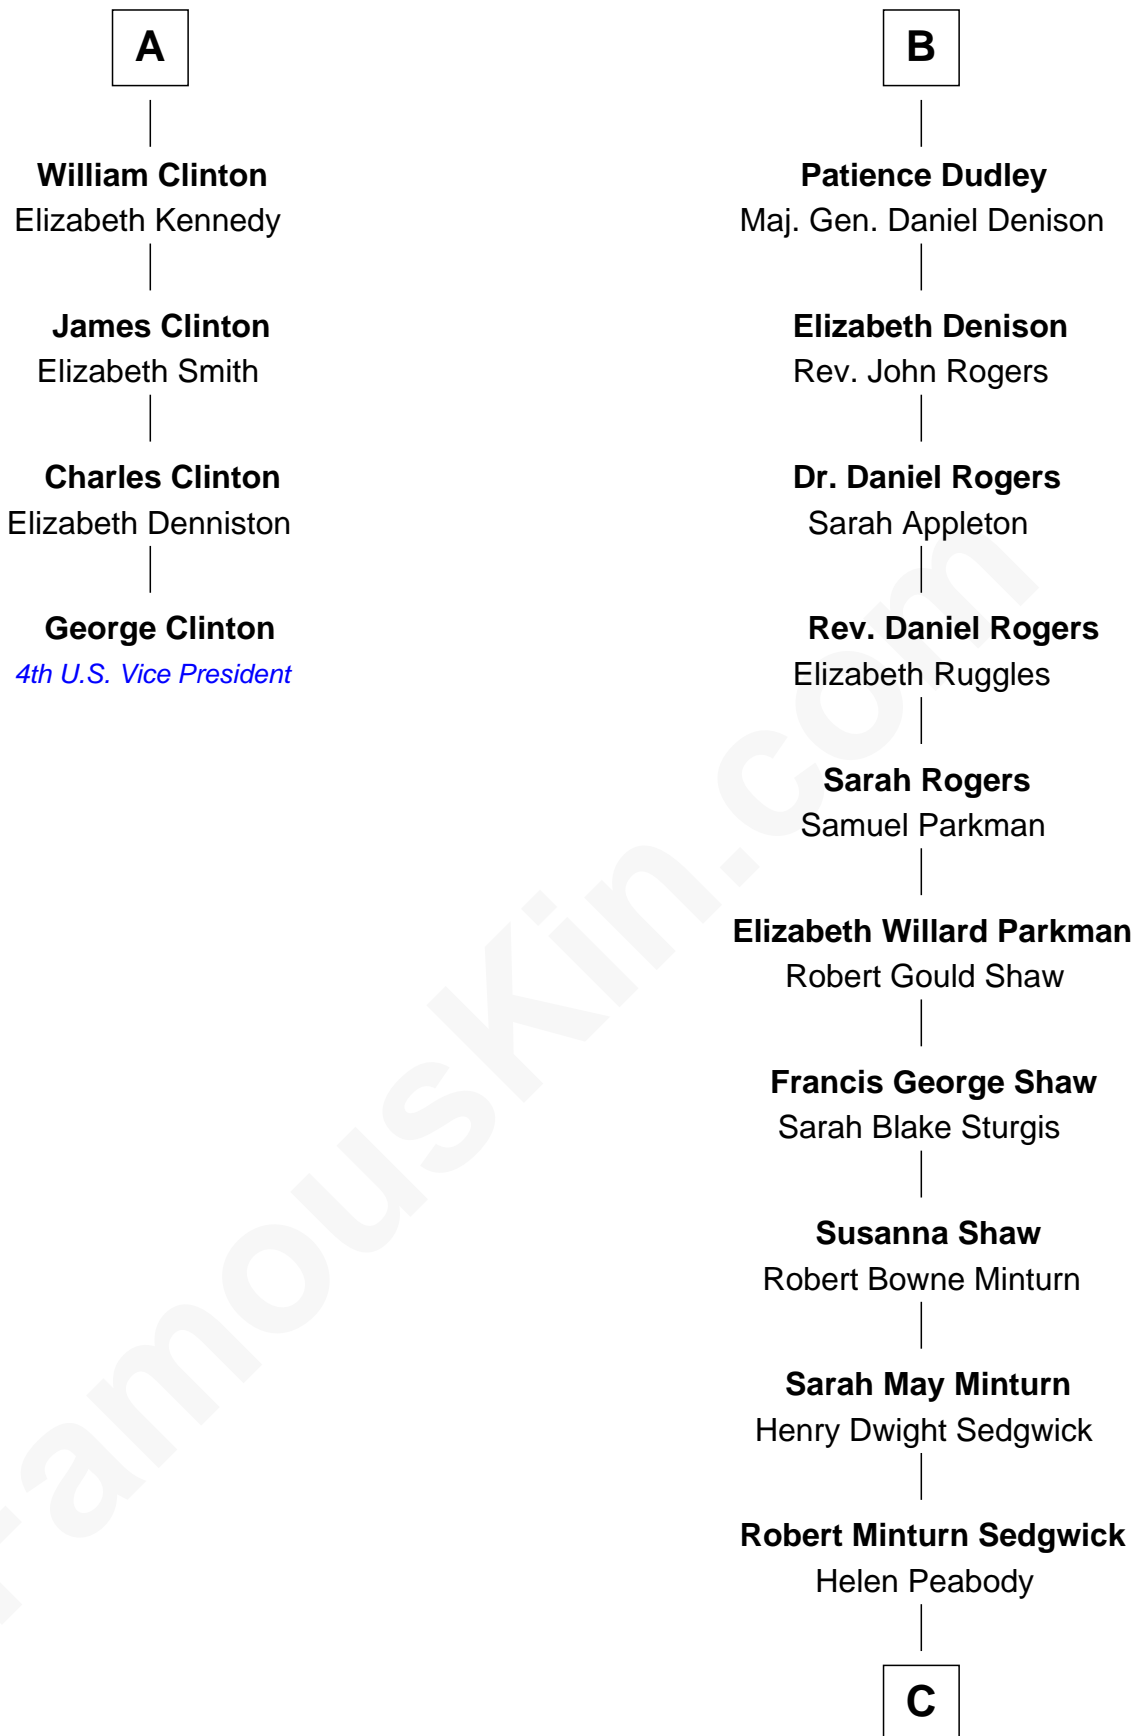 A
William Clinton
Elizabeth Kennedy
James Clinton
Elizabeth Smith
Charles Clinton
Elizabeth Denniston
George Clinton
4th U.S. Vice President
B
Patience Dudley
Maj. Gen. Daniel Denison
Elizabeth Denison
Rev. John Rogers
Dr. Daniel Rogers
Sarah Appleton
Rev. Daniel Rogers
Elizabeth Ruggles
Sarah Rogers
Samuel Parkman
Elizabeth Willard Parkman
Robert Gould Shaw
Francis George Shaw
Sarah Blake Sturgis
Susanna Shaw
Robert Bowne Minturn
Sarah May Minturn
Henry Dwight Sedgwick
Robert Minturn Sedgwick
Helen Peabody
C
FamousKin.com